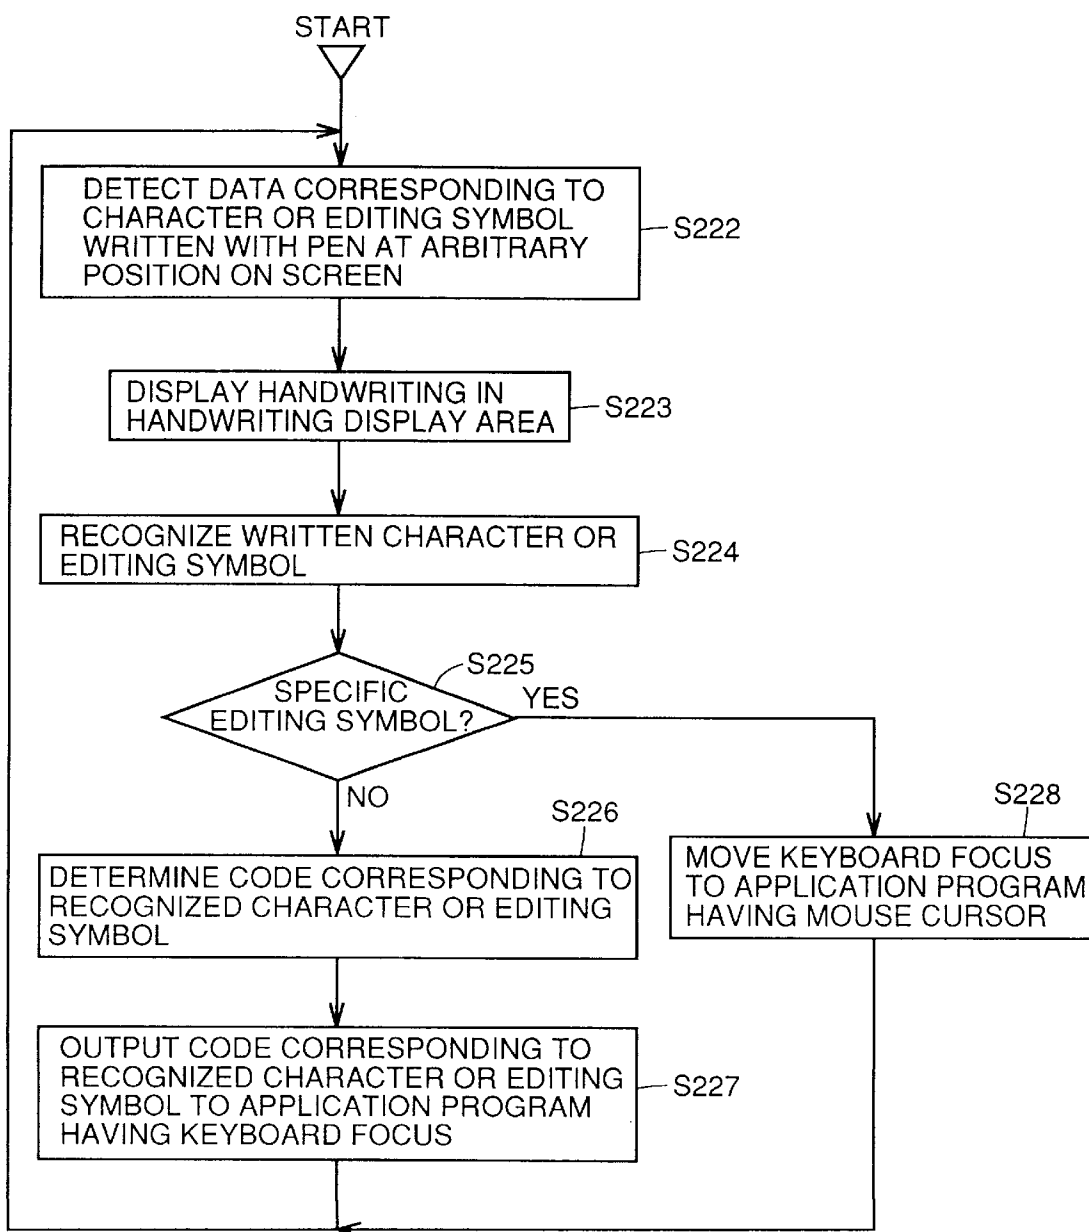 START
DETECT DATA CORRESPONDING TO
CHARACTER OR EDITING SYMBOL
WRITTEN WITH PEN AT ARBITRARY
POSITION ON SCREEN
S222
DISPLAY HANDWRITING IN
HANDWRITING DISPLAY AREA
S223
RECOGNIZE WRITTEN CHARACTER OR
EDITING SYMBOL
S224
S225
SPECIFIC
EDITING SYMBOL?
YES
NO
S226
DETERMINE CODE CORRESPONDING TO
RECOGNIZED CHARACTER OR EDITING
SYMBOL
S228
MOVE KEYBOARD FOCUS
TO APPLICATION PROGRAM
HAVING MOUSE CURSOR
OUTPUT CODE CORRESPONDING TO
RECOGNIZED CHARACTER OR EDITING
SYMBOL TO APPLICATION PROGRAM
HAVING KEYBOARD FOCUS
S227